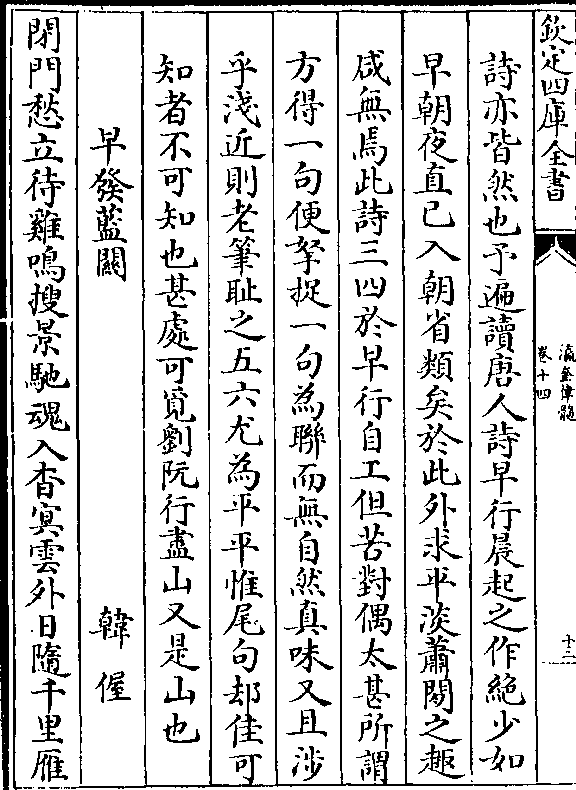 欽定四庫全書
瀛奎律髓
卷十四
十三
詩亦皆然也予遍讀唐人詩早行晨起之作絕少如
早朝夜直已入朝省類矣於此外求平淡蕭閒之趣
咸無焉此詩三四於早行自工但苦對偶太甚所謂
方得一句便拏捉一句為聯而無自然真味又且涉
乎淺近則老筆恥之五六尤為平平惟尾句却佳可
知者不可知也甚處可覓劉阮行盡山又是山也
早發藍關
韓偓
閉門愁立待雞鳴搜景馳魂入杳冥雲外日隨千里雁